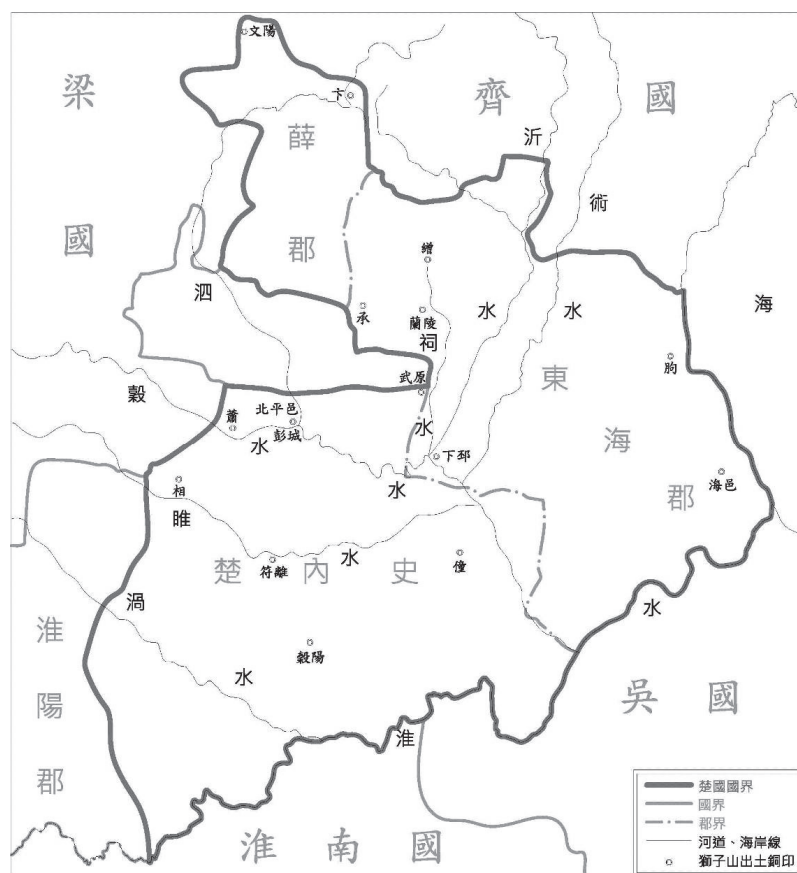 文陽
梁國
齊國
卞
薛郡
沂水
術水
繒
泗水
承
蘭陵
祠水
海
朐
武原
東海郡
穀水
蕭
北平邑
彭城
下邳
海邑
相
睢水
符離
楚內史
僮
淮陽郡
渦水
穀陽
淮水
吳國
淮南國
楚國國界
國界
郡界
河道、海岸線
獅子山出土銅印